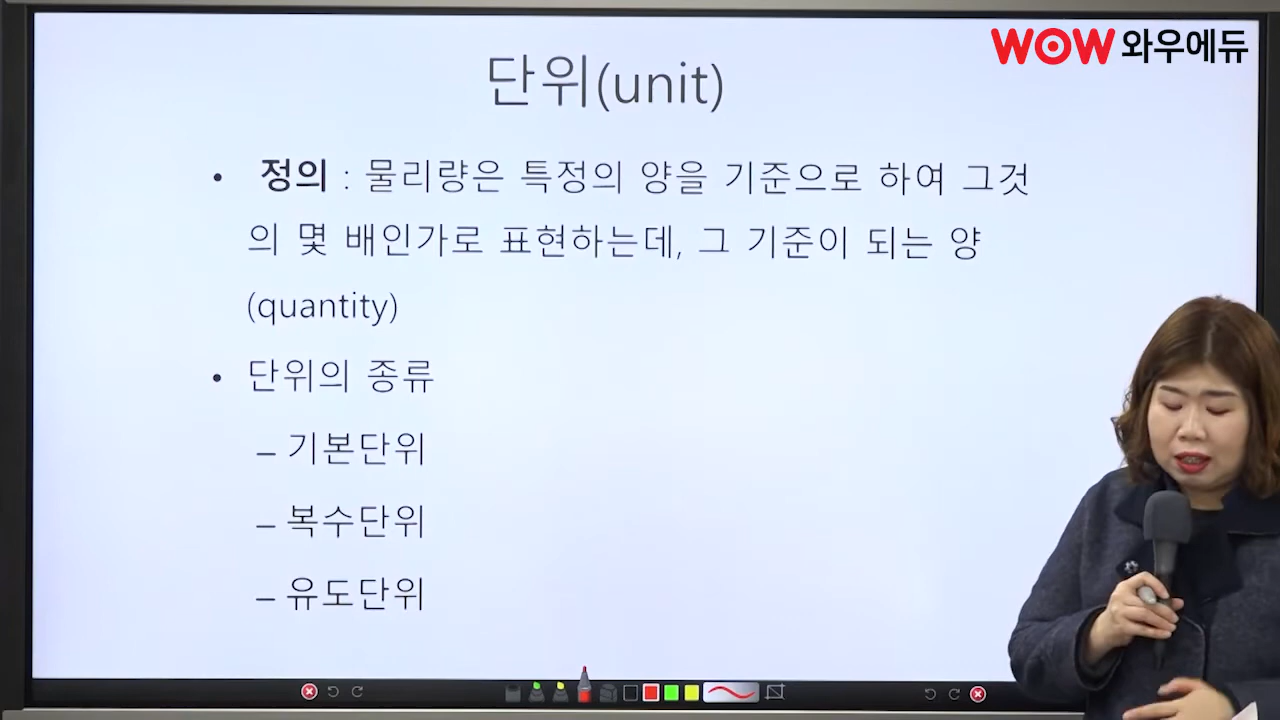 WOW 와우에듀
단위(unit)
• 정의 : 물리량은 특정의 양을 기준으로 하여 그것
의 몇 배인가로 표현하는데, 그 기준이 되는 양
(quantity)
• 단위의 종류
– 기본단위
– 복수단위
– 유도단위